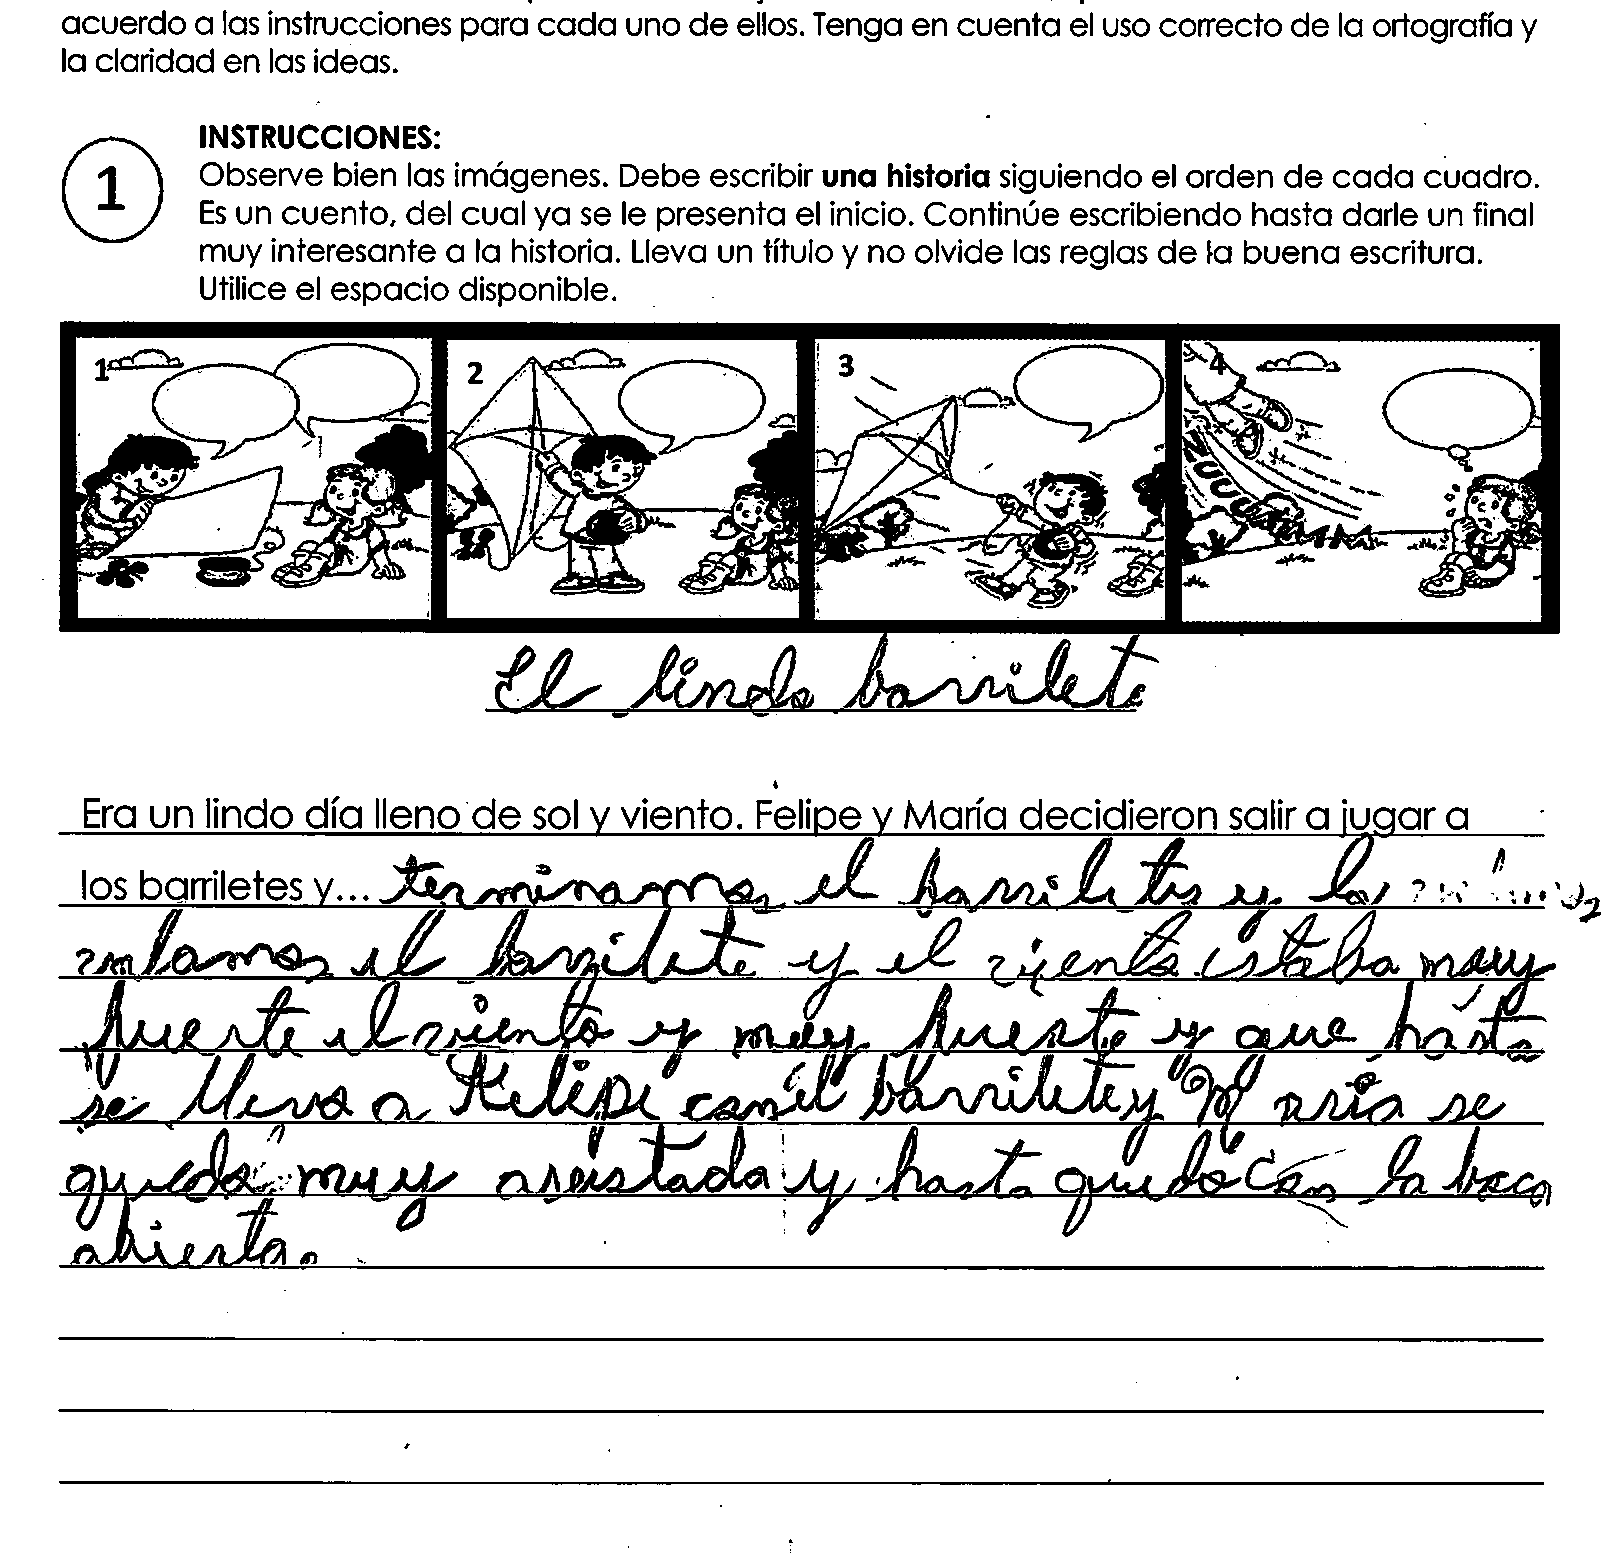 acuerdo a las instrucciones para cada uno de ellos. Tenga en cuenta el uso correcto de la ortografía y
la claridad en las ideas.
1
INSTRUCCIONES:
Observe bien las imágenes. Debe escribir una historia siguiendo el orden de cada cuadro.
Es un cuento, del cual ya se le presenta el inicio. Continúe escribiendo hasta darle un final
muy interesante a la historia. Lleva un título y no olvide las reglas de la buena escritura.
Utilice el espacio disponible.
1 2 3 4
El lindo barrilete
Era un lindo día lleno de sol y viento. Felipe y María decidieron salir a jugar a
los barriletes y... terminamos el barriletes y lo
el barrilete y el viento estaba muy
fuerte el viento y muy fuerte y que hasta
se llevo a Felipe con el barrilete y María se
quedó muy asustada y hasta quedó con la boca
abierta.